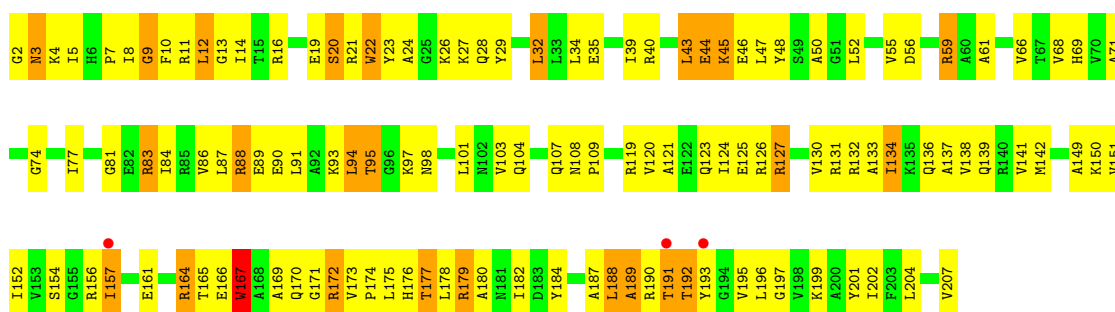 G2 N3 K4 I5 H6 P7 I8 G9 F10 R11 L12 G13 I14 T15 R16 E19 S20 R21 W22 Y23 A24 G25 K26 K27 Q28 Y29 L32 L33 L34 E35 I39 R40 L43 E44 K45 E46 L47 Y48 S49 A50 G51 L52 V55 D56 R59 A60 A61 V66 T67 V68 H69 V70 A71
G74 I77 G81 E82 R83 I84 R85 V86 L87 R88 E89 E90 L91 A92 K93 L94 T95 G96 K97 N98 L101 N102 V103 Q104 Q107 N108 P109 R119 V120 A121 E122 Q123 I124 E125 R126 R127 V130 R131 R132 A133 I134 K135 Q136 A137 V138 Q139 R140 V141 M142 A149 K150 V151
I152 V153 S154 G155 R156 I157 E161 R164 T165 E166 W167 A168 A169 Q170 G171 R172 V173 P174 L175 H176 T177 L178 R179 A180 N181 I182 D183 Y184 A187 L188 A189 R190 T191 T192 Y193 G194 V195 L196 G197 V198 K199 A200 Y201 I202 F203 L204 V207